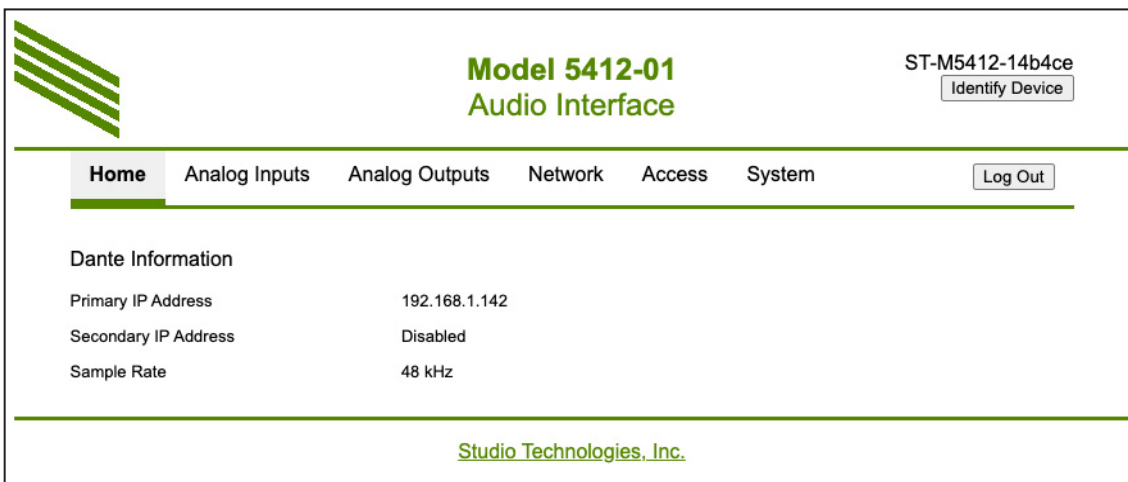 Model 5412-01
Audio Interface
ST-M5412-14b4ce
Identify Device
Home Analog Inputs Analog Outputs Network Access System Log Out
Dante Information
Primary IP Address 192.168.1.142
Secondary IP Address Disabled
Sample Rate 48 kHz
Studio Technologies, Inc.